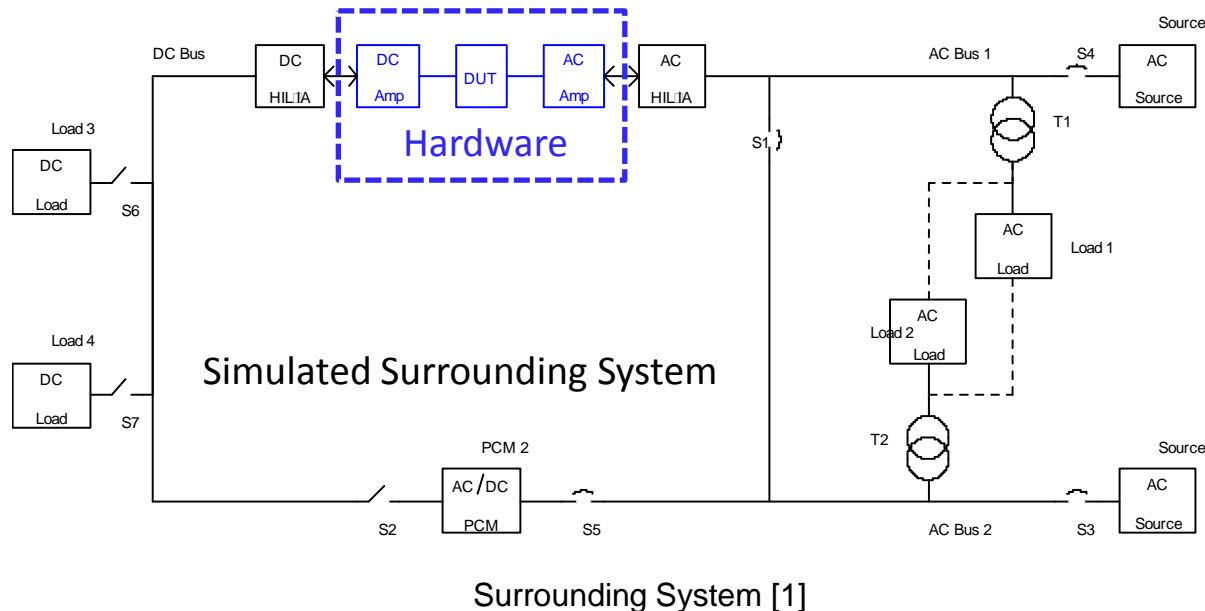 Source
DC Bus
DC
HIL
IA
DC
Amp
DUT
AC
Amp
AC
HIL
IA
AC Bus 1
S4
AC
Source
Hardware
T1
S1
Load 3
DC
Load
S6
AC
Load
Load 1
AC
Load
Load 2
Load 4
DC
Load
S7
Simulated Surrounding System
T2
PCM 2
AC/DC
PCM
S2
S5
AC Bus 2
S3
Source
AC
Source
Surrounding System [1]